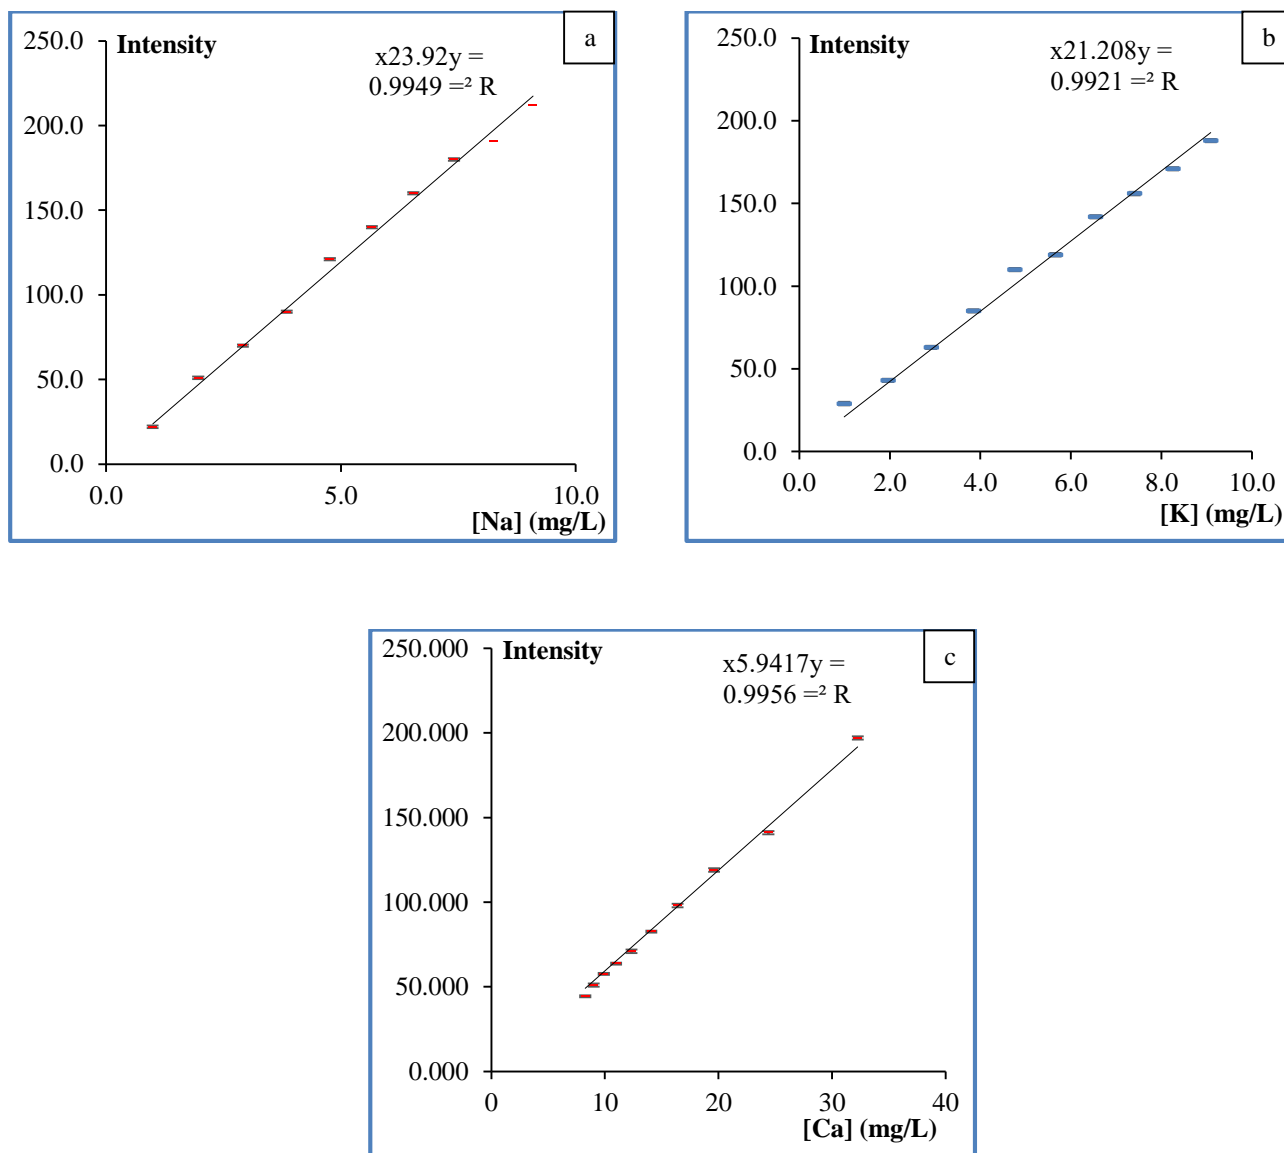 a
Intensity
x23.92y =
0.9949 =² R
250.0
200.0
150.0
100.0
50.0
0.0
0.0 5.0 10.0
[Na] (mg/L)
b
Intensity
x21.208y =
0.9921 =² R
250.0
200.0
150.0
100.0
50.0
0.0
0.0 2.0 4.0 6.0 8.0 10.0
[K] (mg/L)
c
Intensity
x5.9417y =
0.9956 =² R
250.000
200.000
150.000
100.000
50.000
0.000
0 10 20 30 40
[Ca] (mg/L)